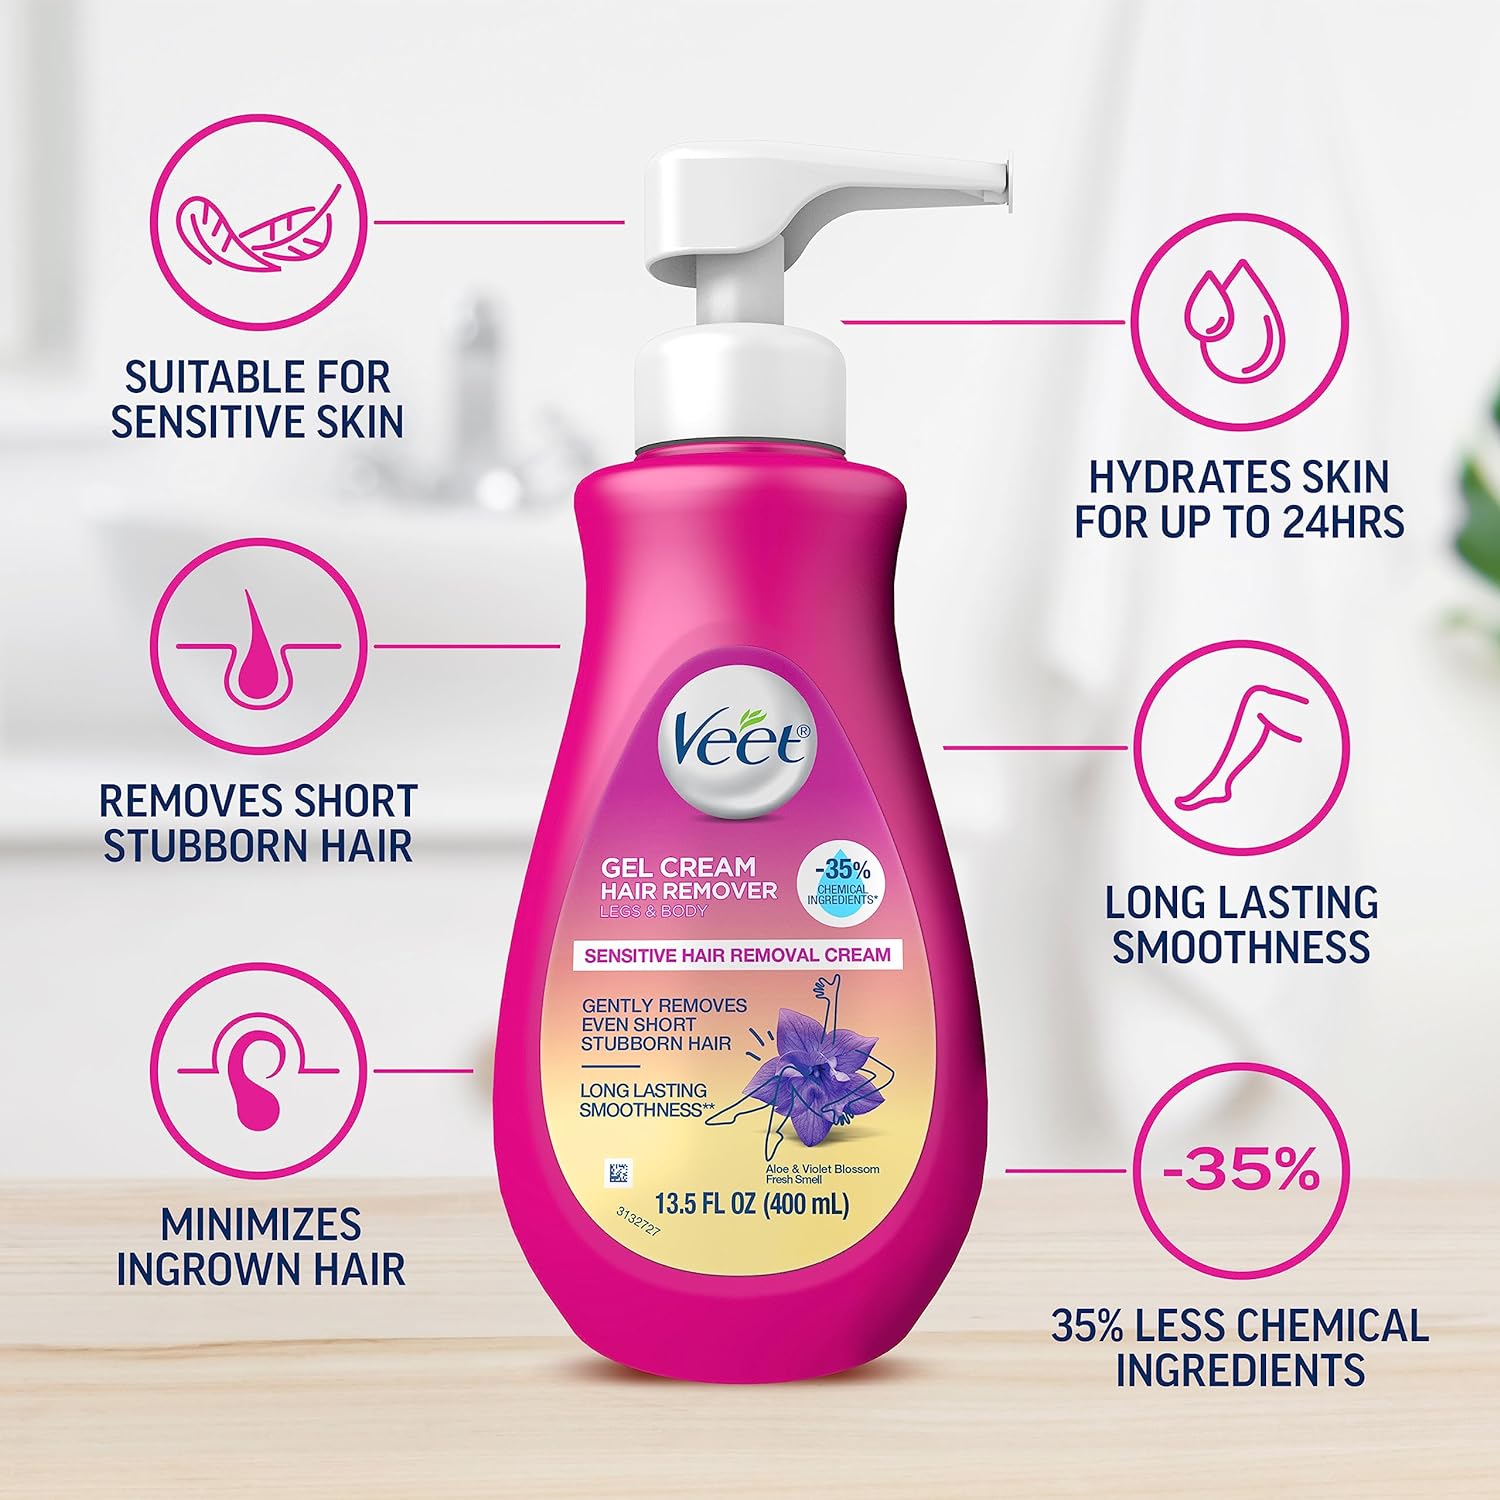 SUITABLE FOR
SENSITIVE SKIN
REMOVES SHORT
STUBBORN HAIR
MINIMIZES
INGROWN HAIR
Veet®
GEL CREAM
HAIR REMOVER
LEGS & BODY
-35%
CHEMICAL
INGREDIENTS*
SENSITIVE HAIR REMOVAL CREAM
GENTLY REMOVES
EVEN SHORT
STUBBORN HAIR
LONG LASTING
SMOOTHNESS**
Aloe & Violet Blossom
Fresh Smell
13.5 FL OZ (400 mL)
3132727
HYDRATES SKIN
FOR UP TO 24HRS
LONG LASTING
SMOOTHNESS
-35%
35% LESS CHEMICAL
INGREDIENTS